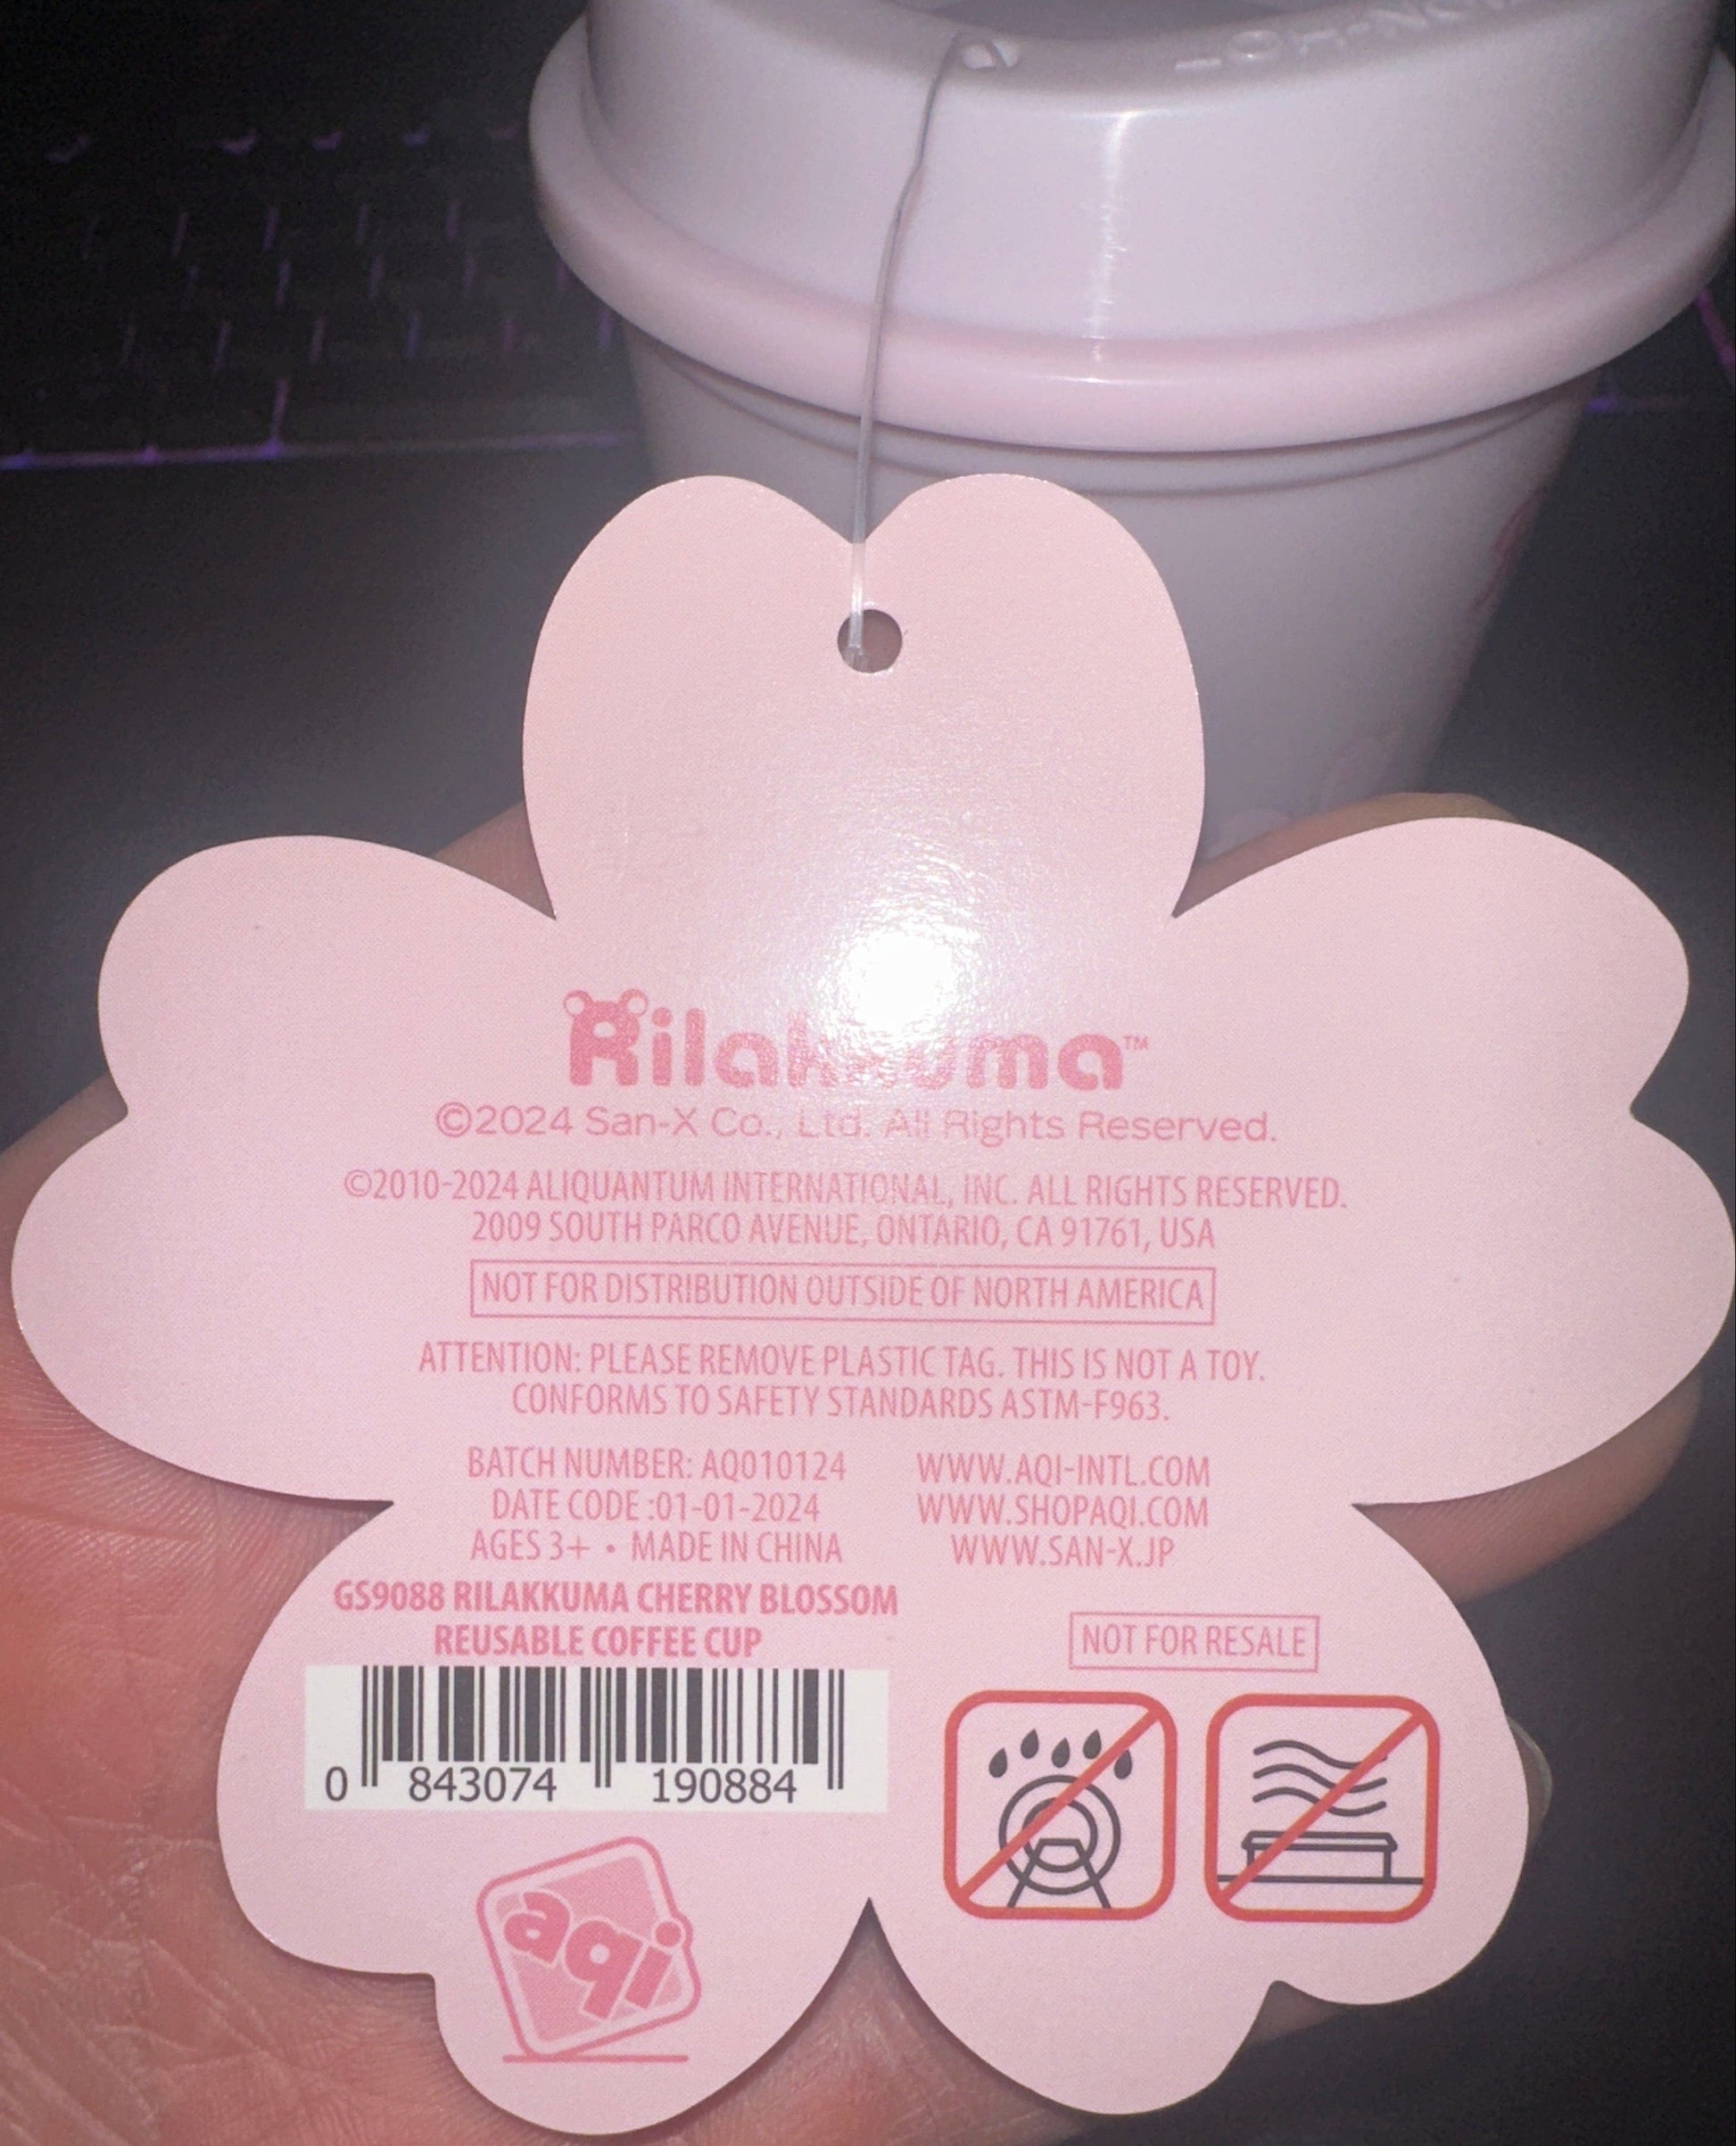 Rilakkuma™
©2024 San-X Co., Ltd. All Rights Reserved.
©2010-2024 ALIQUANTUM INTERNATIONAL, INC. ALL RIGHTS RESERVED.
2009 SOUTH PARCO AVENUE, ONTARIO, CA 91761, USA
NOT FOR DISTRIBUTION OUTSIDE OF NORTH AMERICA
ATTENTION: PLEASE REMOVE PLASTIC TAG. THIS IS NOT A TOY.
CONFORMS TO SAFETY STANDARDS ASTM-F963.
BATCH NUMBER: AQ010124
DATE CODE :01-01-2024
AGES 3+ • MADE IN CHINA
WWW.AQI-INTL.COM
WWW.SHOPAQI.COM
WWW.SAN-X.JP
GS9088 RILAKKUMA CHERRY BLOSSOM
REUSABLE COFFEE CUP
0 843074 190884
NOT FOR RESALE
aqi